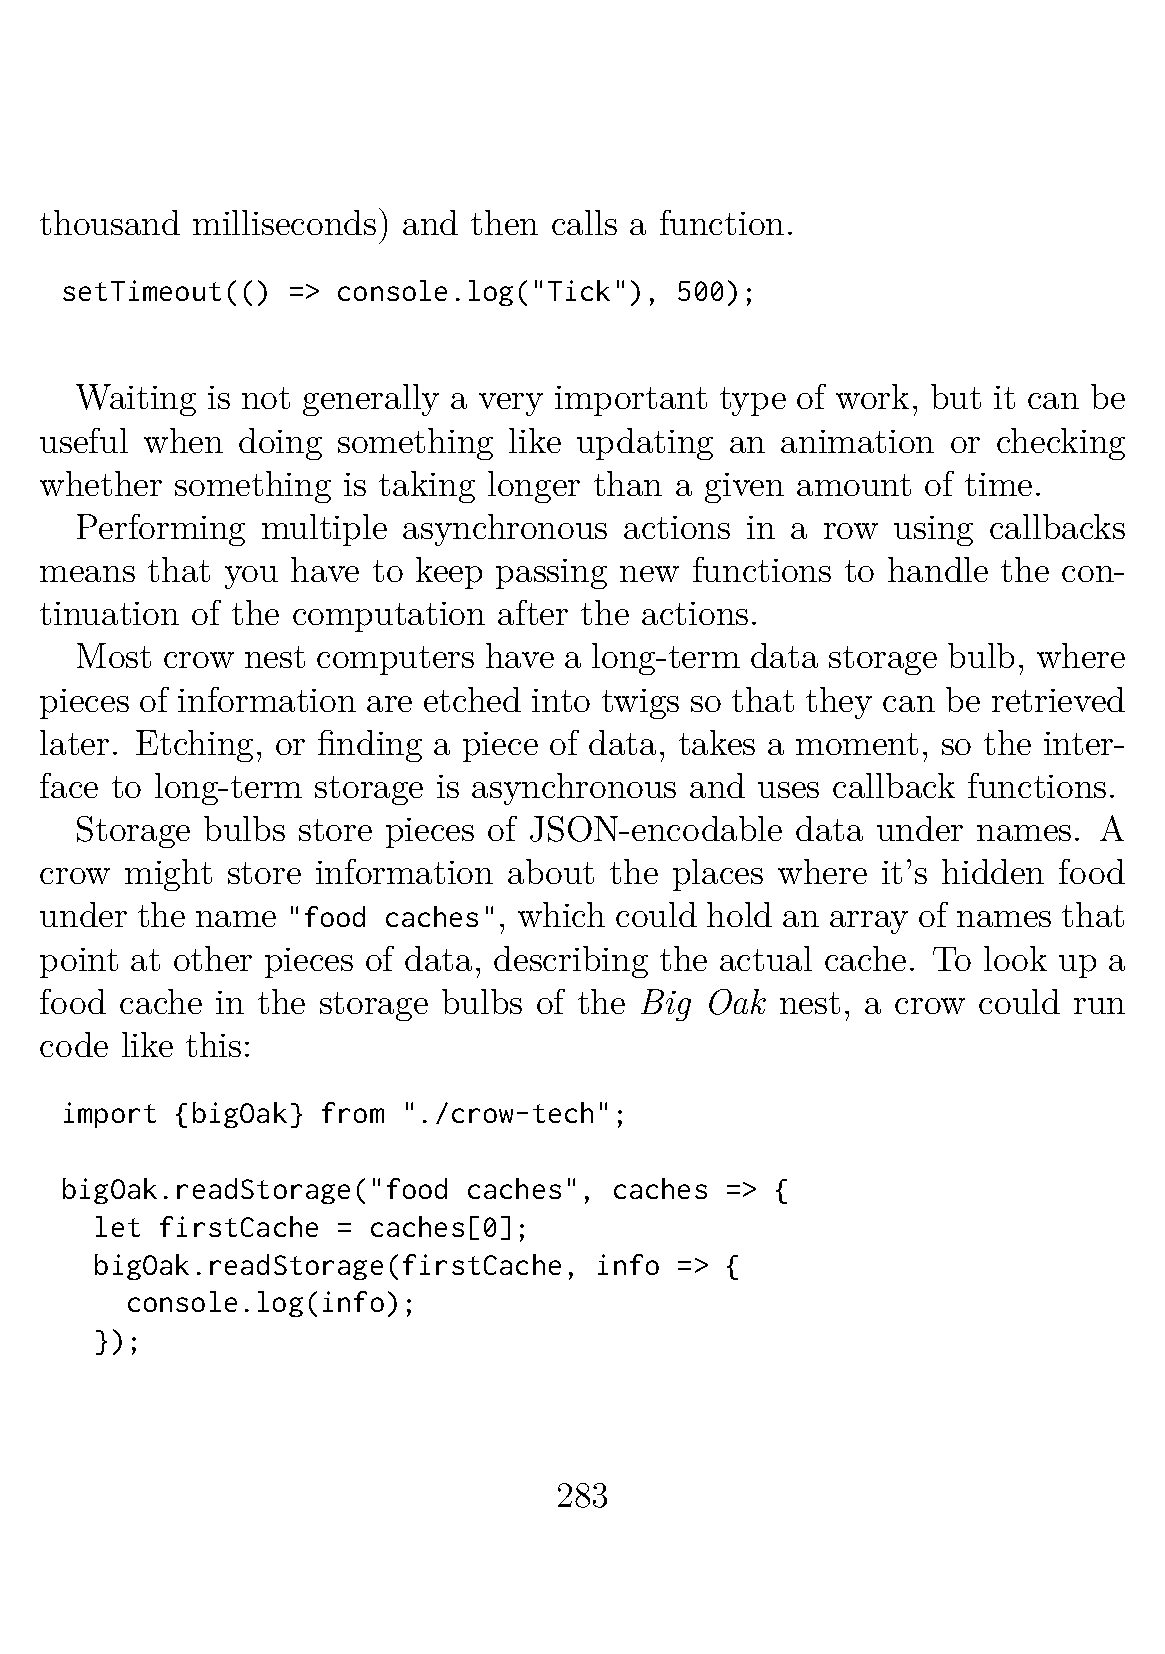 thousand milliseconds) and then calls a function.
setTimeout(() => console.log("Tick"), 500);
Waiting is not generally a very important type of work, but it can be
useful when doing something like updating an animation or checking
whether something is taking longer than a given amount of time.
Performing multiple asynchronous actions in a row using callbacks
means that you have to keep passing new functions to handle the con-
tinuation of the computation after the actions.
Most crow nest computers have a long-term data storage bulb, where
pieces of information are etched into twigs so that they can be retrieved
later. Etching, or finding a piece of data, takes a moment, so the inter-
face to long-term storage is asynchronous and uses callback functions.
Storage bulbs store pieces of JSON-encodable data under names. A
crow might store information about the places where it's hidden food
under the name "food caches", which could hold an array of names that
point at other pieces of data, describing the actual cache. To look up a
food cache in the storage bulbs of the Big Oak nest, a crow could run
code like this:
import {bigOak} from "./crow-tech";
bigOak.readStorage("food caches", caches => {
  let firstCache = caches[0];
  bigOak.readStorage(firstCache, info => {
    console.log(info);
  });
283